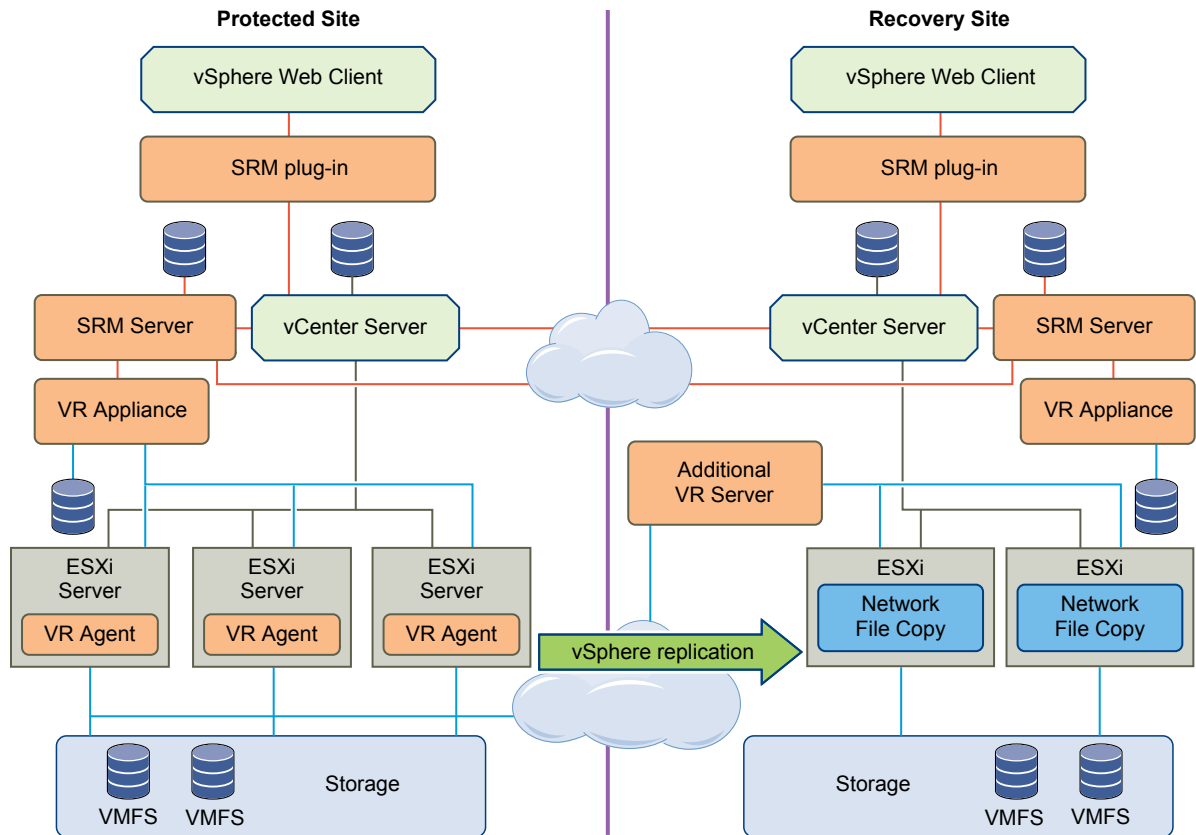 Protected Site
Recovery Site
vSphere Web Client
vSphere Web Client
SRM plug-in
SRM plug-in
SRM Server
vCenter Server
vCenter Server
SRM Server
VR Appliance
VR Appliance
Additional
VR Server
ESXi
Server
VR Agent
ESXi
Server
VR Agent
ESXi
Server
VR Agent
vSphere replication
ESXi
Network
File Copy
ESXi
Network
File Copy
Storage
VMFS
VMFS
Storage
VMFS
VMFS